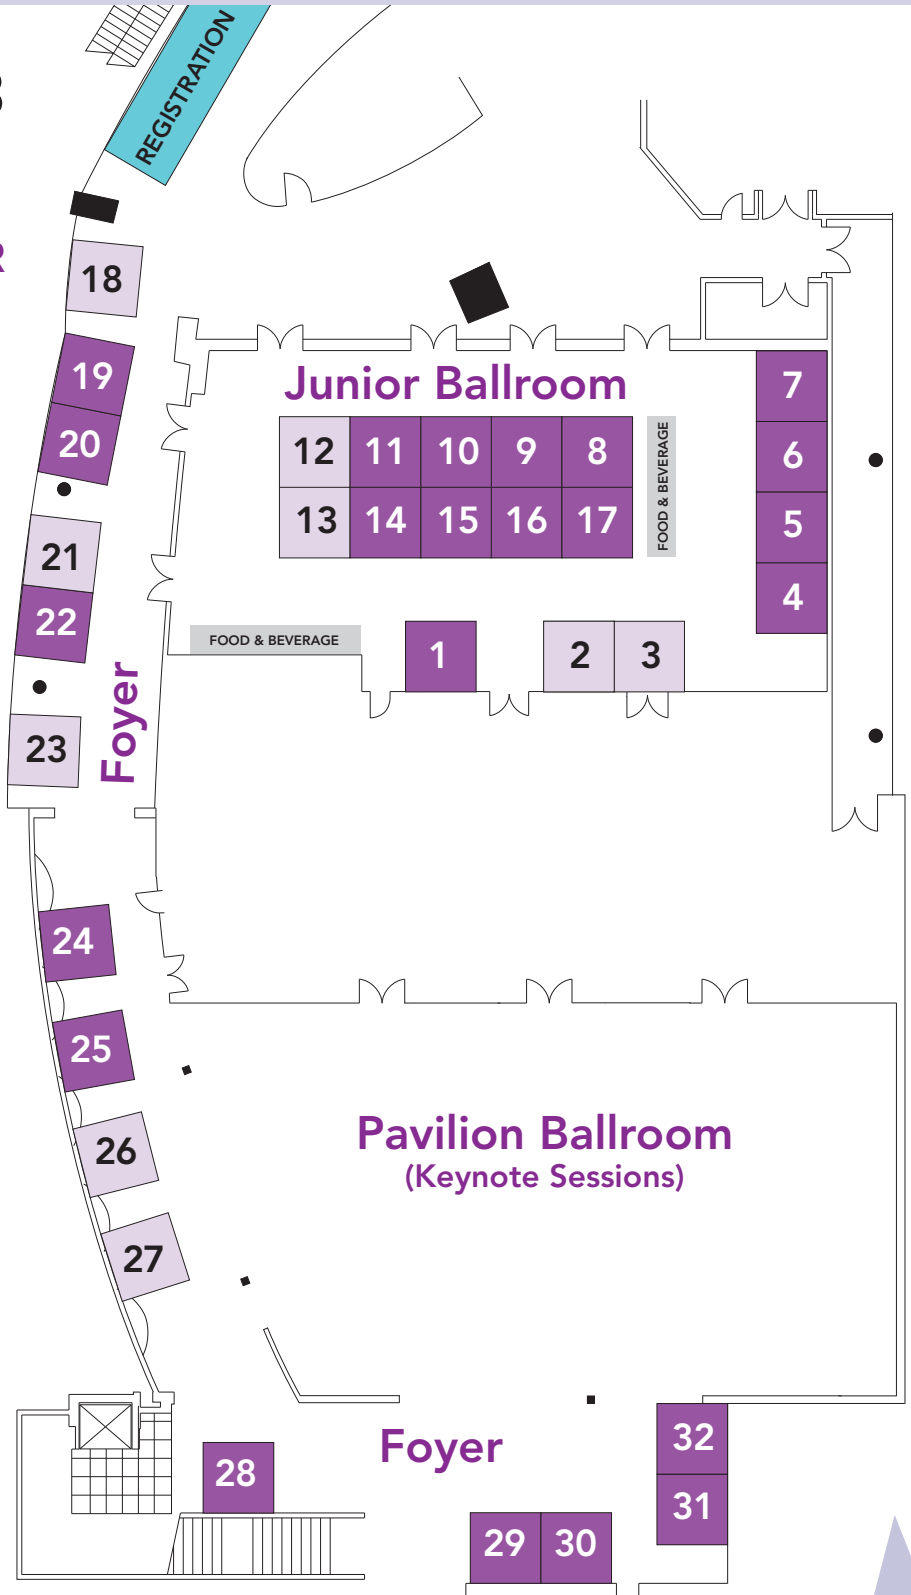 REGISTRATION
18
19
20
21
22
23
Foyer
Junior Ballroom
12 11 10 9 8
13 14 15 16 17
FOOD & BEVERAGE
7
6
5
4
FOOD & BEVERAGE
1
2 3
24
25
26
27
Pavilion Ballroom
(Keynote Sessions)
Foyer
28
29 30
32
31